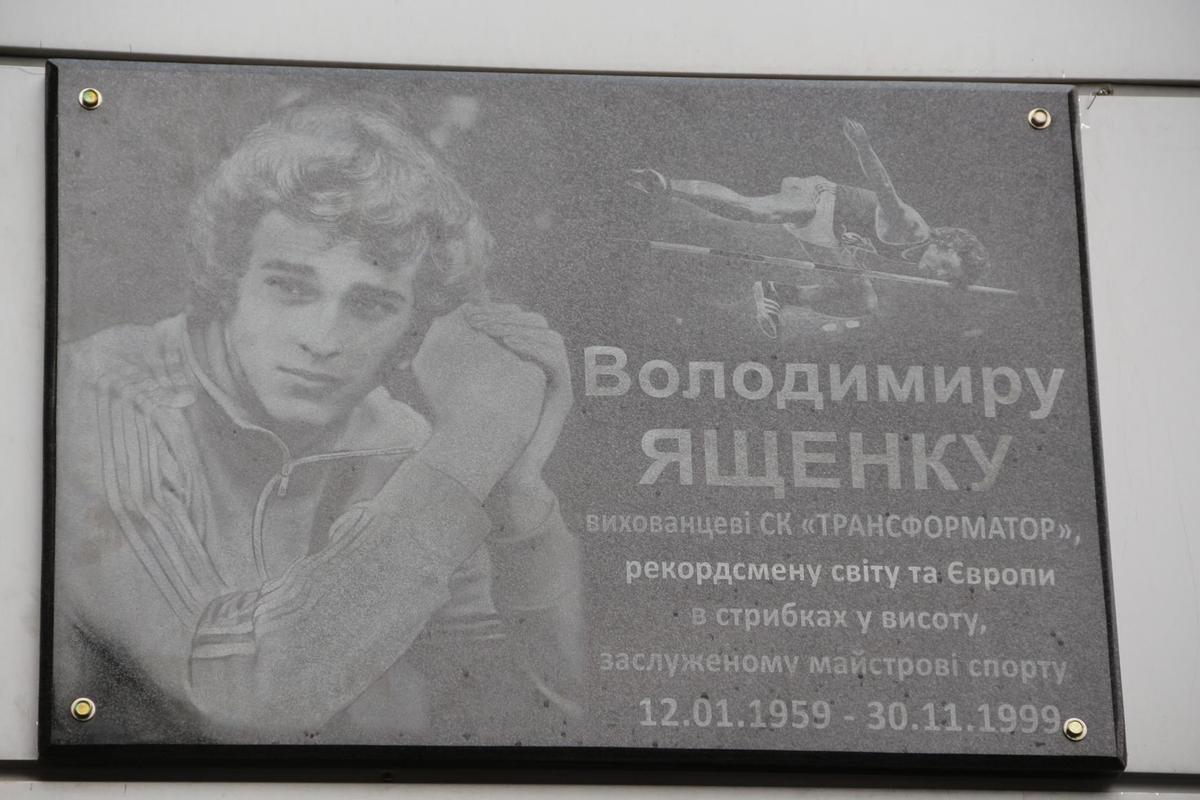 Володимиру
ЯЩЕНКУ
вихованцеві СК «ТРАНСФОРМАТОР»,
рекордсмену світу та Європи
в стрибках у висоту,
заслуженому майстрові спорту
12.01.1959 - 30.11.1999